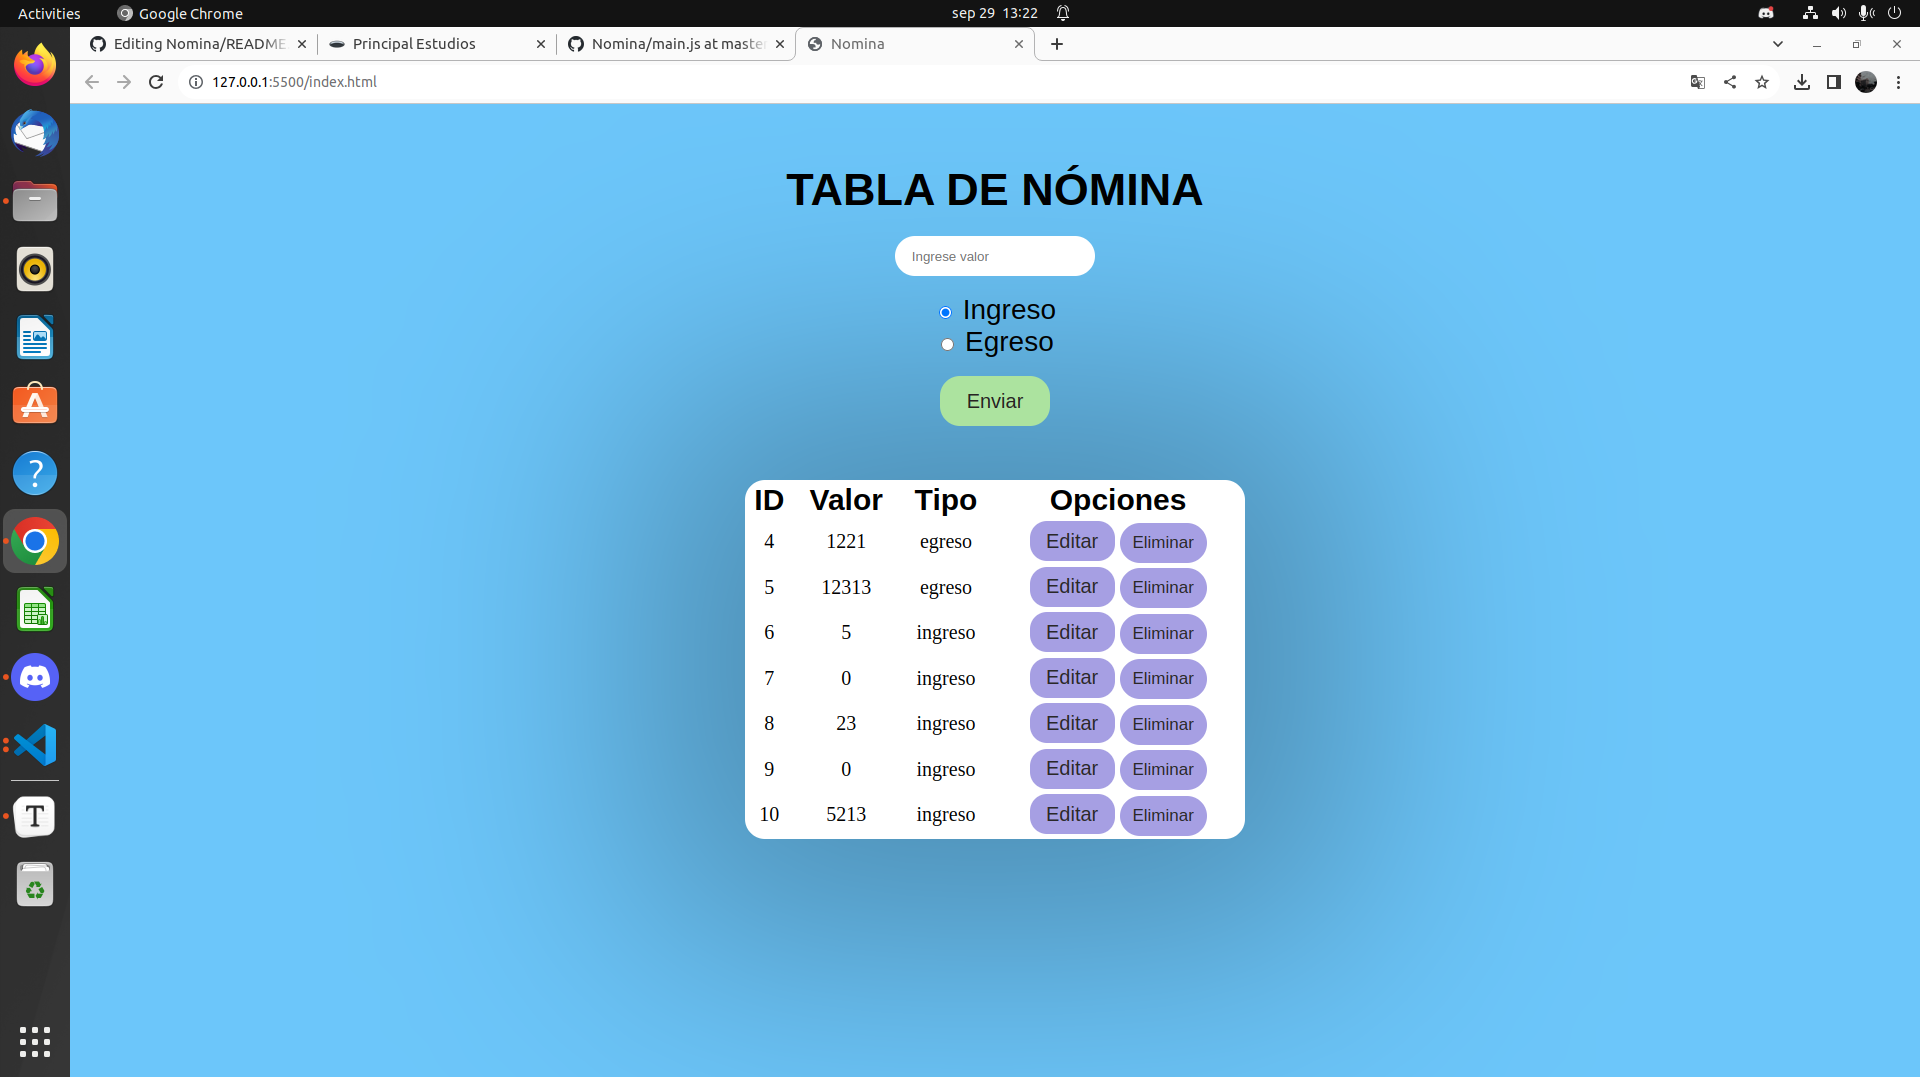 Activities Google Chrome sep 29 13:22
Editing Nomina/README Principal Estudios Nomina/main.js at maste Nomina
127.0.0.1:5500/index.html
TABLA DE NÓMINA
Ingrese valor
Ingreso
Egreso
Enviar
ID Valor Tipo Opciones
4 1221 egreso Editar Eliminar
5 12313 egreso Editar Eliminar
6 5 ingreso Editar Eliminar
7 0 ingreso Editar Eliminar
8 23 ingreso Editar Eliminar
9 0 ingreso Editar Eliminar
10 5213 ingreso Editar Eliminar